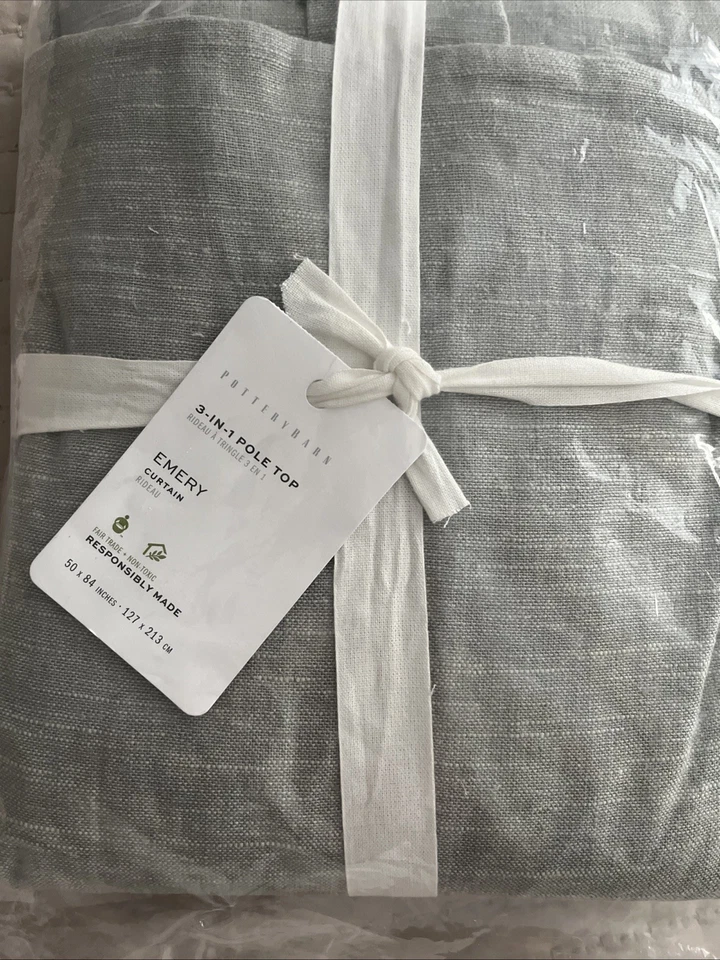 POTTERYBARN
3-IN-1 POLE TOP
RIDEAU À TRINGLE 3 EN 1
EMERY
CURTAIN
RIDEAU
FAIR TRADE + NON-TOXIC
RESPONSIBLY MADE
50 x 84 INCHES · 127 x 213 CM